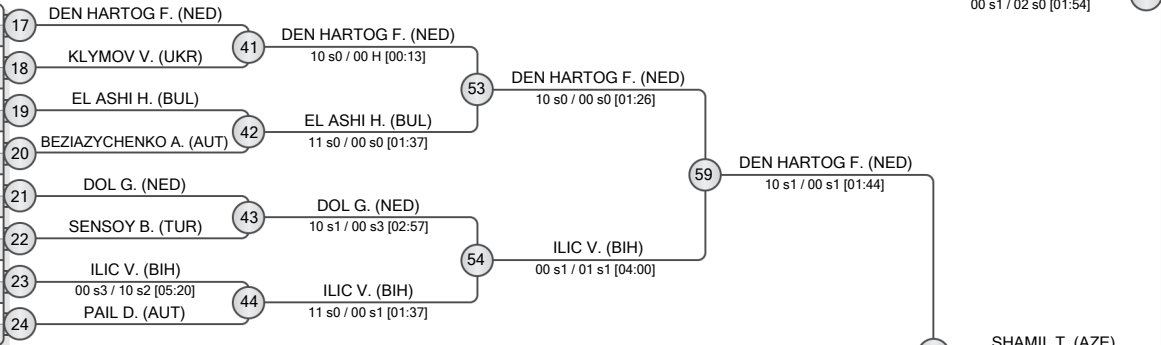 00 s1 / 02 s0 [01:54]
17
DEN HARTOG F. (NED)
41
DEN HARTOG F. (NED)
10 s0 / 00 H [00:13]
18
KLYMOV V. (UKR)
53
DEN HARTOG F. (NED)
10 s0 / 00 s0 [01:26]
19
EL ASHI H. (BUL)
42
EL ASHI H. (BUL)
11 s0 / 00 s0 [01:37]
20
BEZIAZYCHENKO A. (AUT)
59
DEN HARTOG F. (NED)
10 s1 / 00 s1 [01:44]
21
DOL G. (NED)
43
DOL G. (NED)
10 s1 / 00 s3 [02:57]
22
SENSOY B. (TUR)
54
ILIC V. (BIH)
00 s1 / 01 s1 [04:00]
23
ILIC V. (BIH)
00 s3 / 10 s2 [05:20]
44
ILIC V. (BIH)
11 s0 / 00 s1 [01:37]
24
PAIL D. (AUT)
SHAMIL T. (AZE)